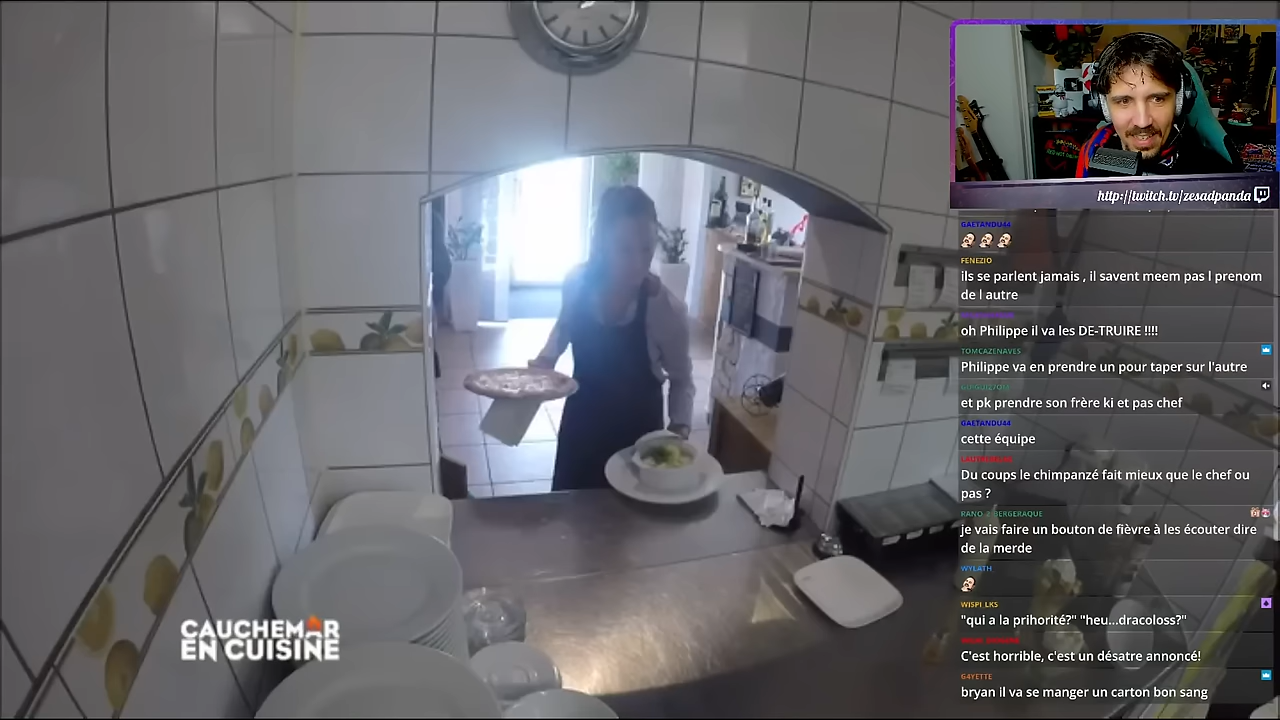 http://twitch.tv/zesadpanda
GAETANDU44
FENEZIO
ils se parlent jamais , il savent meem pas l prenom
de l autre
oh Philippe il va les DE-TRUIRE !!!!
TOMCAZENAVES
Philippe va en prendre un pour taper sur l'autre
et pk prendre son frère ki et pas chef
GAETANDU44
cette équipe
Du coups le chimpanzé fait mieux que le chef ou
pas ?
RANO_2_BERGERAQUE
je vais faire un bouton de fièvre à les écouter dire
de la merde
WYLATH
WISPI_LKS
"qui a la prihorité?" "heu...dracoloss?"
C'est horrible, c'est un désatre annoncé!
G4YETTE
bryan il va se manger un carton bon sang
CAUCHEMAR
EN CUISINE